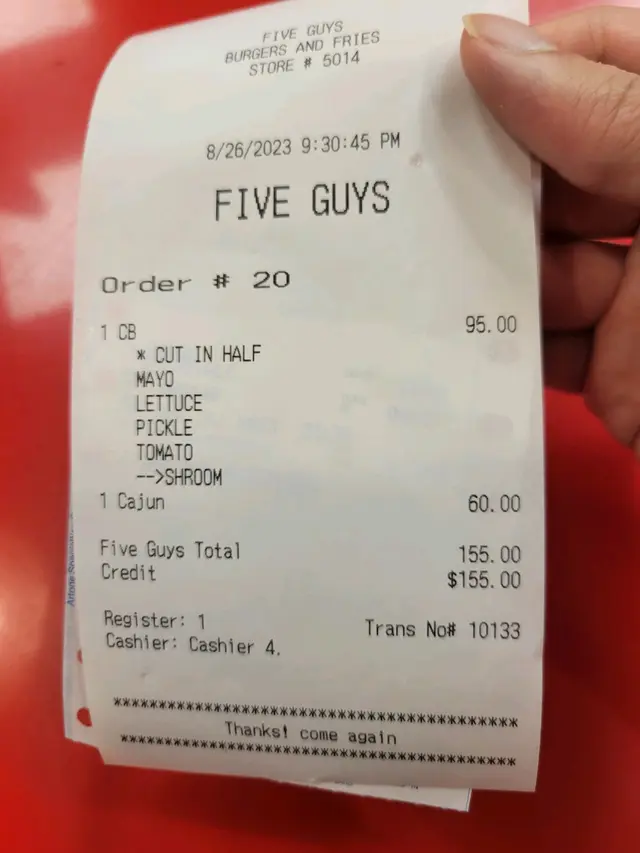 FIVE GUYS
BURGERS AND FRIES
STORE # 5014
8/26/2023 9:30:45 PM
FIVE GUYS
Order # 20
1 CB 95.00
* CUT IN HALF
MAYO
LETTUCE
PICKLE
TOMATO
-->SHROOM
1 Cajun 60.00
Five Guys Total 155.00
Credit $155.00
Register: 1 Trans No# 10133
Cashier: Cashier 4.
******************************************
Thanks! come again
******************************************